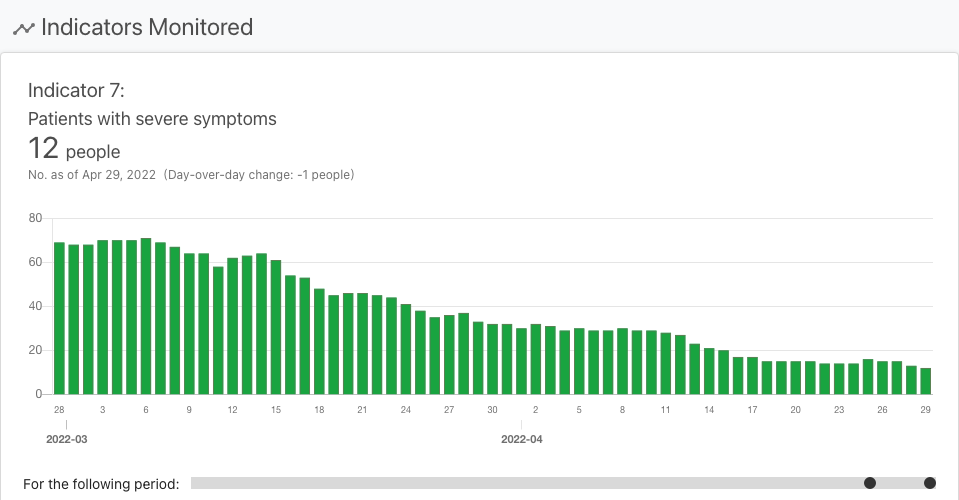 Indicators Monitored
Indicator 7:
Patients with severe symptoms
12 people
No. as of Apr 29, 2022 (Day-over-day change: -1 people)
80
60
40
20
0
28 3 6 9 12 15 18 21 24 27 30 2 5 8 11 14 17 20 23 26 29
2022-03 2022-04
For the following period: